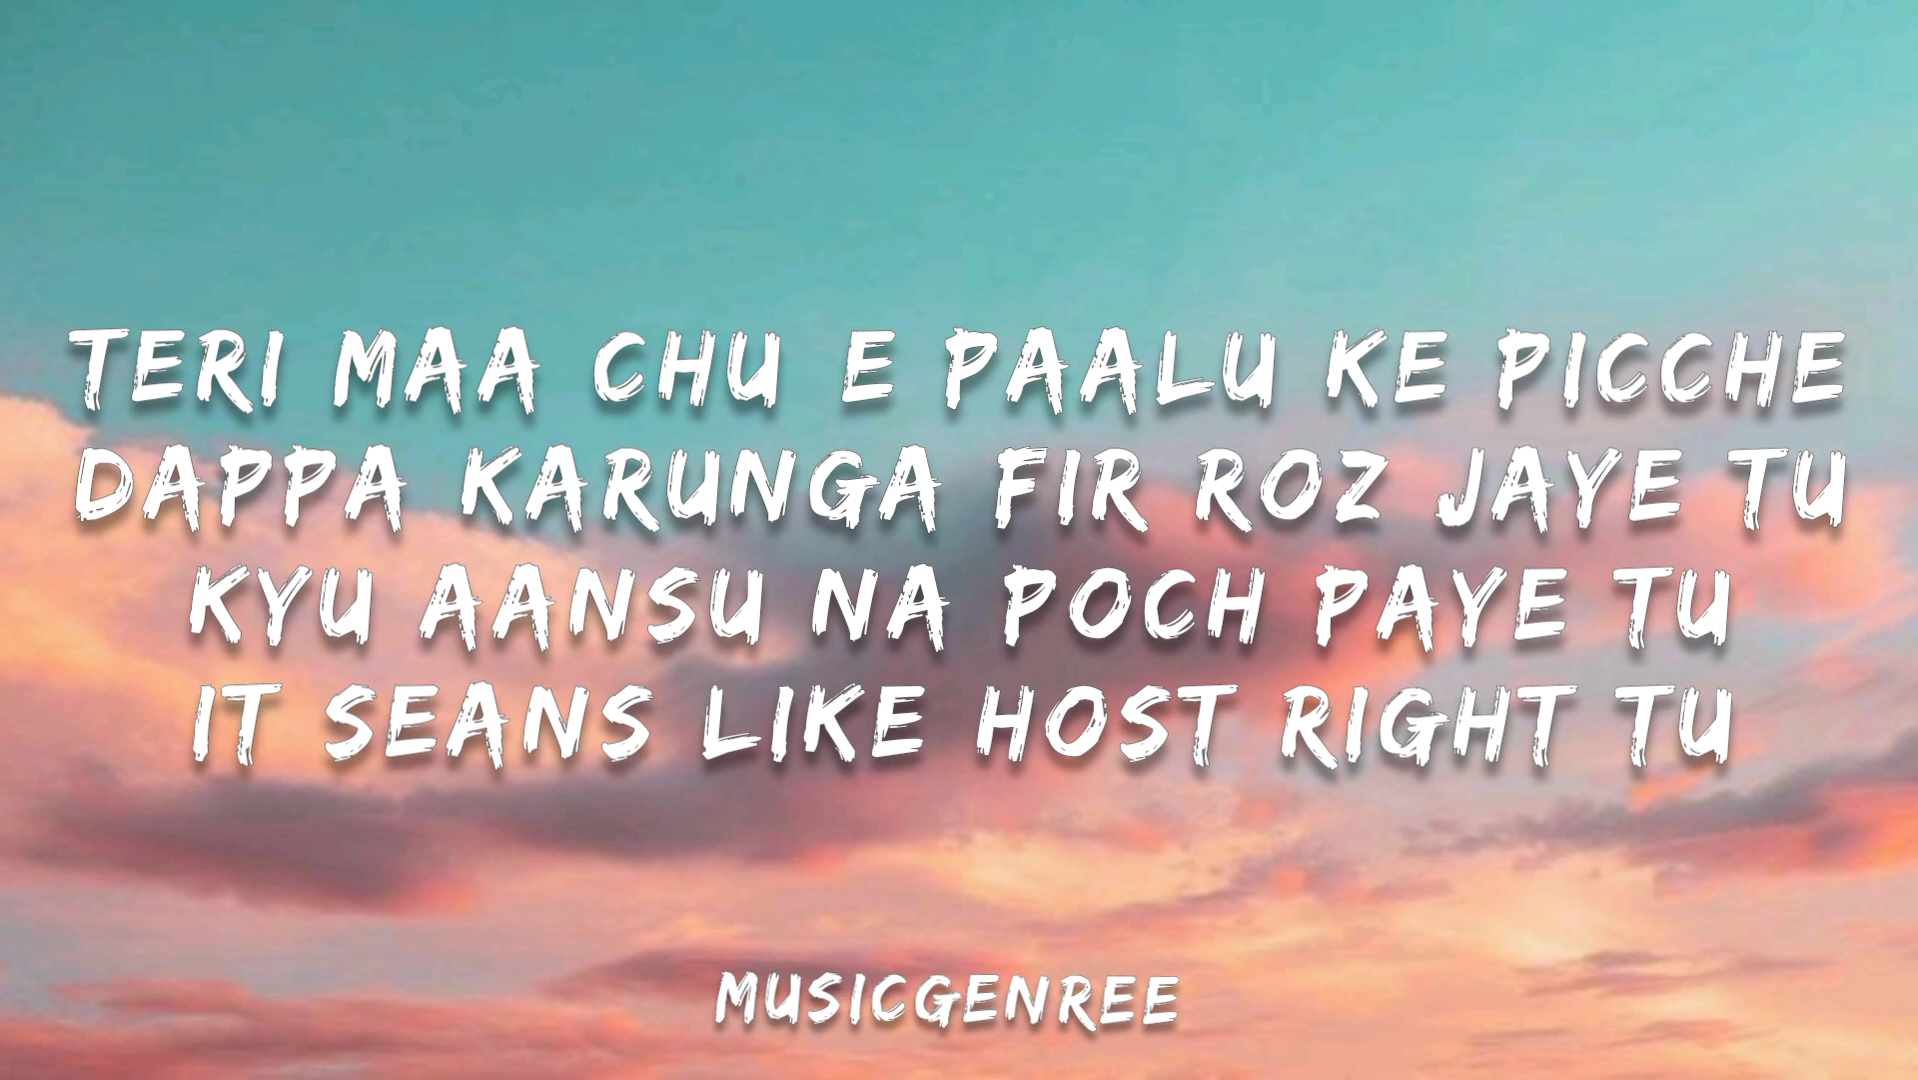 TERI MAA CHU E PAALU KE PICCHE
DAPPA KARUNGA FIR ROZ JAYE TU
KYU AANSU NA POCH PAYE TU
IT SEANS LIKE HOST RIGHT TU
MUSICGENREE